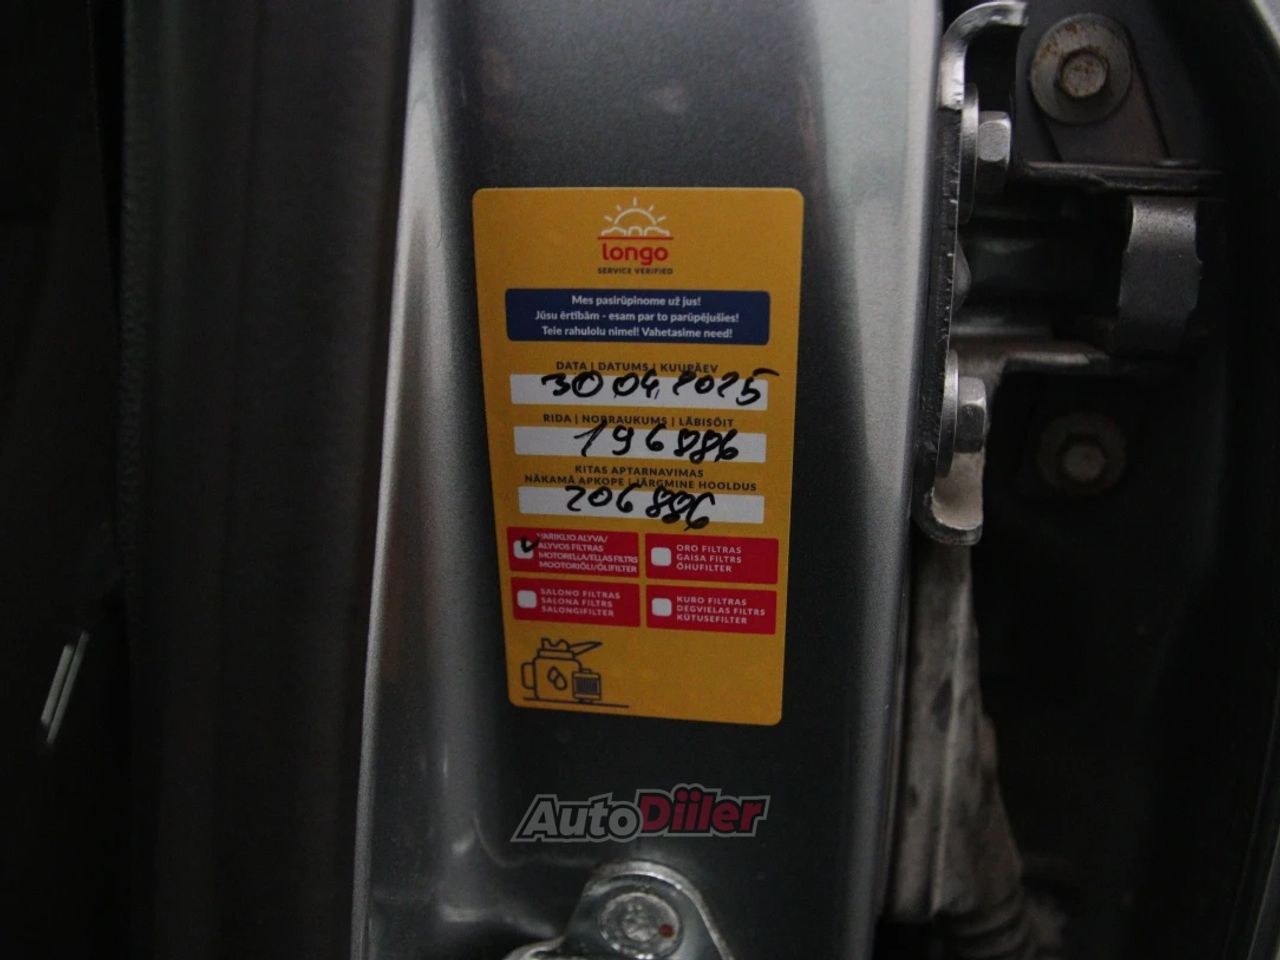 longo
SERVICE VERIFIED
Mes pasirūpinome už jus!
Jūsu ērtībām - esam par to parūpējušies!
Teie rahulolu nimel! Vahetasime need!
DATA | DATUMS | KUUPÄEV
30 04 2025
RIDA | NOBRAUKUMS | LÄBISÕIT
196886
KITAS APTARNAVIMAS
NĀKAMĀ APKOPE | JÄRGMINE HOOLDUS
206886
VARIKLIO ALYVA/
ALYVOS FILTRAS
MOTOREĻĻA/EĻĻAS FILTRS
MOOTORIÕLI/ÕLIFILTER
ORO FILTRAS
GAISA FILTRS
ÕHUFILTER
SALONO FILTRAS
SALONA FILTRS
SALONGIFILTER
KURO FILTRAS
DEGVIELAS FILTRS
KÜTUSEFILTER
AutoDiiler